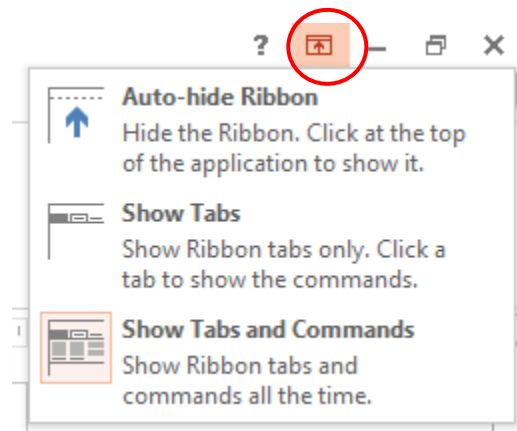 ?
Auto-hide Ribbon
Hide the Ribbon. Click at the top
of the application to show it.
Show Tabs
Show Ribbon tabs only. Click a
tab to show the commands.
Show Tabs and Commands
Show Ribbon tabs and
commands all the time.